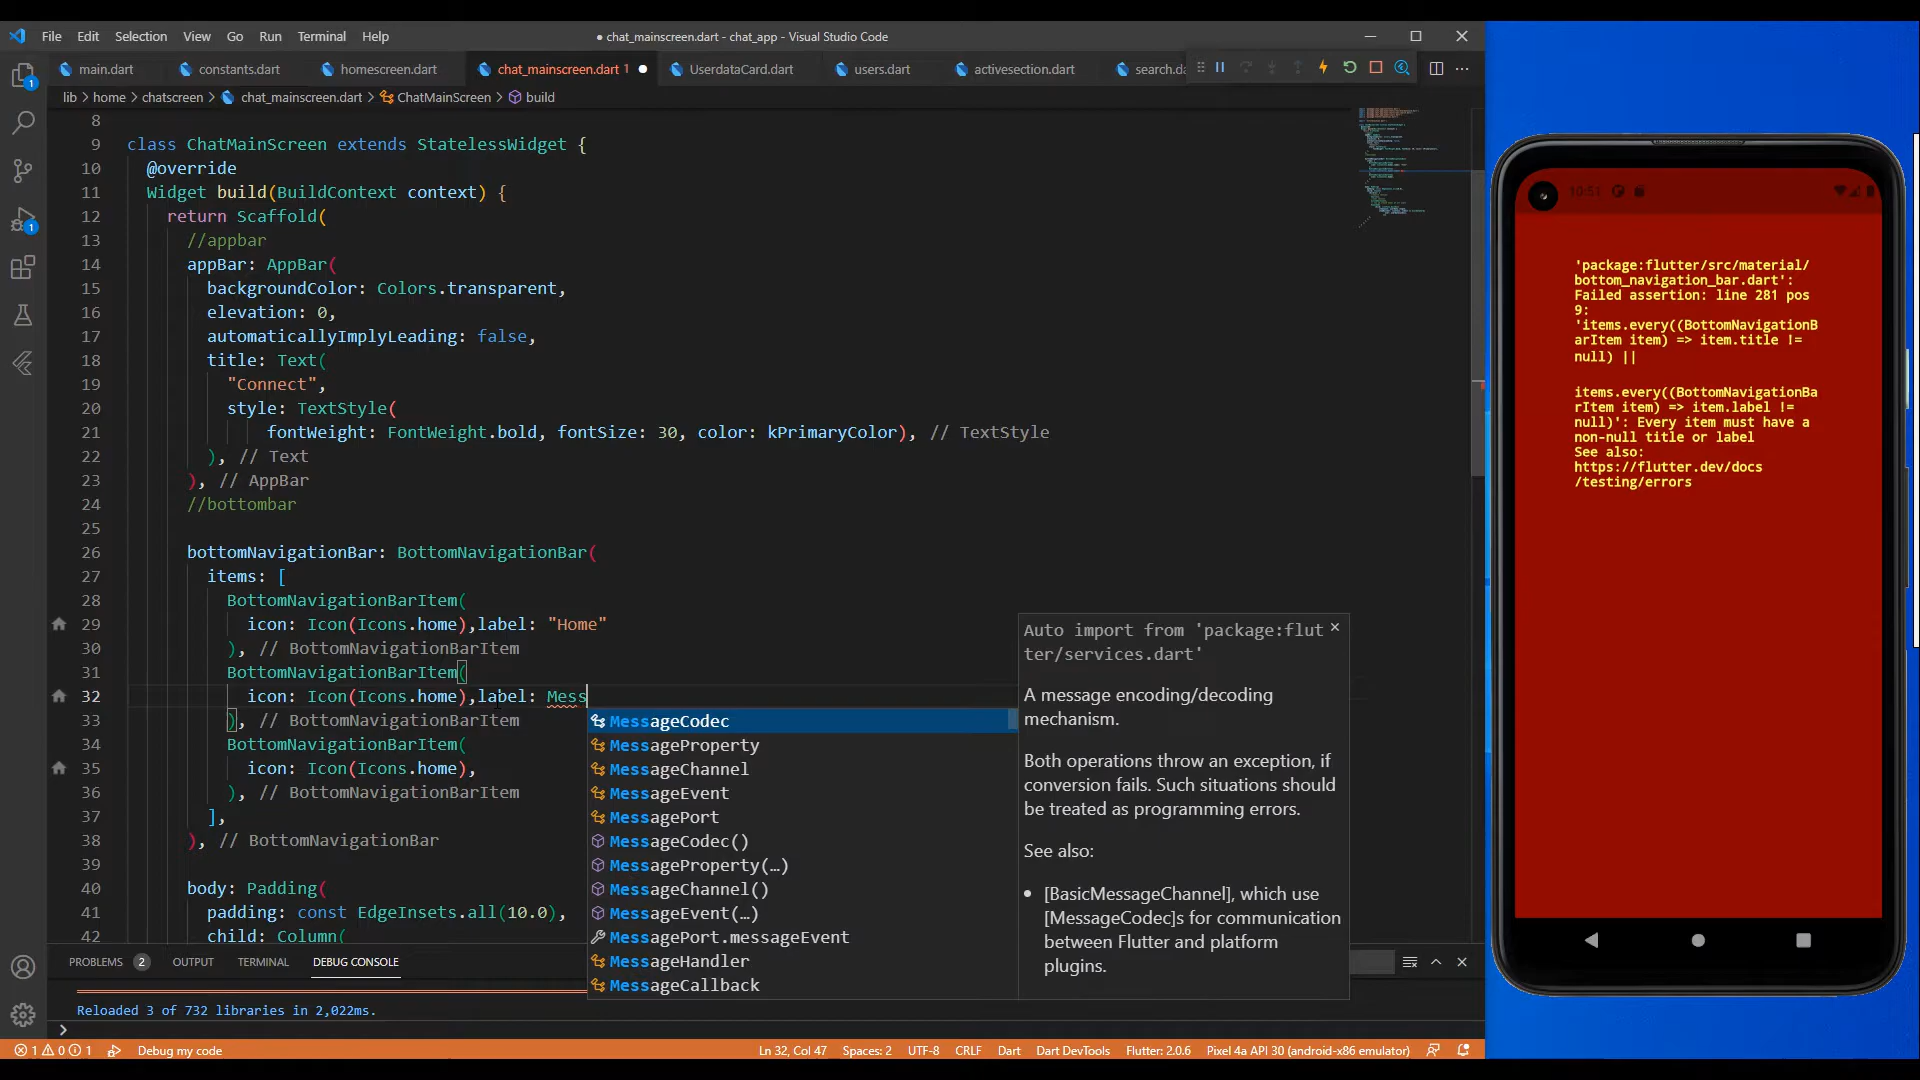 File Edit Selection View Go Run Terminal Help
● chat_mainscreen.dart - chat_app - Visual Studio Code
main.dart constants.dart homescreen.dart chat_mainscreen.dart 1 UserdataCard.dart users.dart activesection.dart search.da
lib > home > chatscreen > chat_mainscreen.dart > ChatMainScreen > build
8
9 class ChatMainScreen extends StatelessWidget {
10 @override
11 Widget build(BuildContext context) {
12 return Scaffold(
13 //appbar
14 appBar: AppBar(
15 backgroundColor: Colors.transparent,
16 elevation: 0,
17 automaticallyImplyLeading: false,
18 title: Text(
19 "Connect",
20 style: TextStyle(
21 fontWeight: FontWeight.bold, fontSize: 30, color: kPrimaryColor), // TextStyle
22 ), // Text
23 ), // AppBar
24 //bottombar
25
26 bottomNavigationBar: BottomNavigationBar(
27 items: [
28 BottomNavigationBarItem(
29 icon: Icon(Icons.home),label: "Home"
30 ), // BottomNavigationBarItem
31 BottomNavigationBarItem(
32 icon: Icon(Icons.home),label: Mess
33 ), // BottomNavigationBarItem
34 BottomNavigationBarItem(
35 icon: Icon(Icons.home),
36 ), // BottomNavigationBarItem
37 ],
38 ), // BottomNavigationBar
39
40 body: Padding(
41 padding: const EdgeInsets.all(10.0),
42 child: Column(
MessageCodec
MessageProperty
MessageChannel
MessageEvent
MessagePort
MessageCodec()
MessageProperty(…)
MessageChannel()
MessageEvent(…)
MessagePort.messageEvent
MessageHandler
MessageCallback
Auto import from 'package:flut
ter/services.dart'
A message encoding/decoding
mechanism.
Both operations throw an exception, if
conversion fails. Such situations should
be treated as programming errors.
See also:
• [BasicMessageChannel], which use
[MessageCodec]s for communication
between Flutter and platform
plugins.
PROBLEMS 2 OUTPUT TERMINAL DEBUG CONSOLE
Reloaded 3 of 732 libraries in 2,022ms.
1 0 1 Debug my code Ln 32, Col 47 Spaces: 2 UTF-8 CRLF Dart Dart DevTools Flutter: 2.0.6 Pixel 4a API 30 (android-x86 emulator)
10:51
'package:flutter/src/material/
bottom_navigation_bar.dart':
Failed assertion: line 281 pos
9:
'items.every((BottomNavigationB
arItem item) => item.title !=
null) ||
items.every((BottomNavigationBa
rItem item) => item.label !=
null)': Every item must have a
non-null title or label
See also:
https://flutter.dev/docs
/testing/errors
1
1